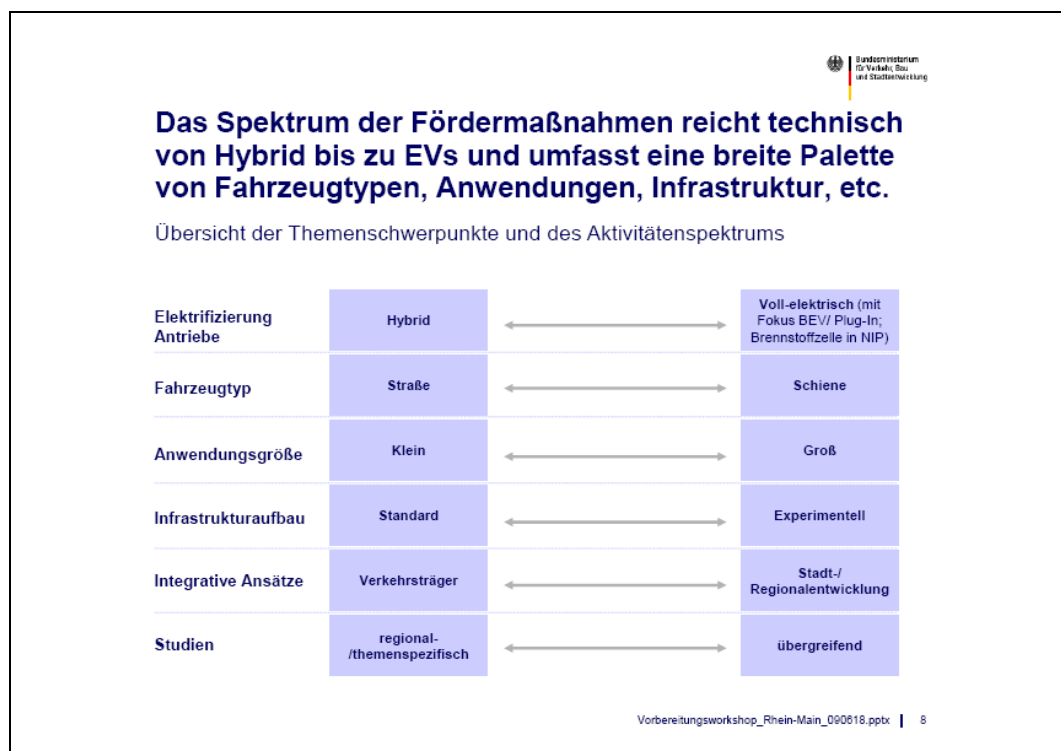 Bundesministerium
für Verkehr, Bau
und Stadtentwicklung
Das Spektrum der Fördermaßnahmen reicht technisch
von Hybrid bis zu EVs und umfasst eine breite Palette
von Fahrzeugtypen, Anwendungen, Infrastruktur, etc.
Übersicht der Themenschwerpunkte und des Aktivitätenspektrums
Elektrifizierung
Antriebe
Hybrid
Voll-elektrisch (mit
Fokus BEV/ Plug-In;
Brennstoffzelle in NIP)
Fahrzeugtyp
Straße
Schiene
Anwendungsgröße
Klein
Groß
Infrastrukturaufbau
Standard
Experimentell
Integrative Ansätze
Verkehrsträger
Stadt-/
Regionalentwicklung
Studien
regional-
/themenspezifisch
übergreifend
Vorbereitungsworkshop_Rhein-Main_090618.pptx | 8